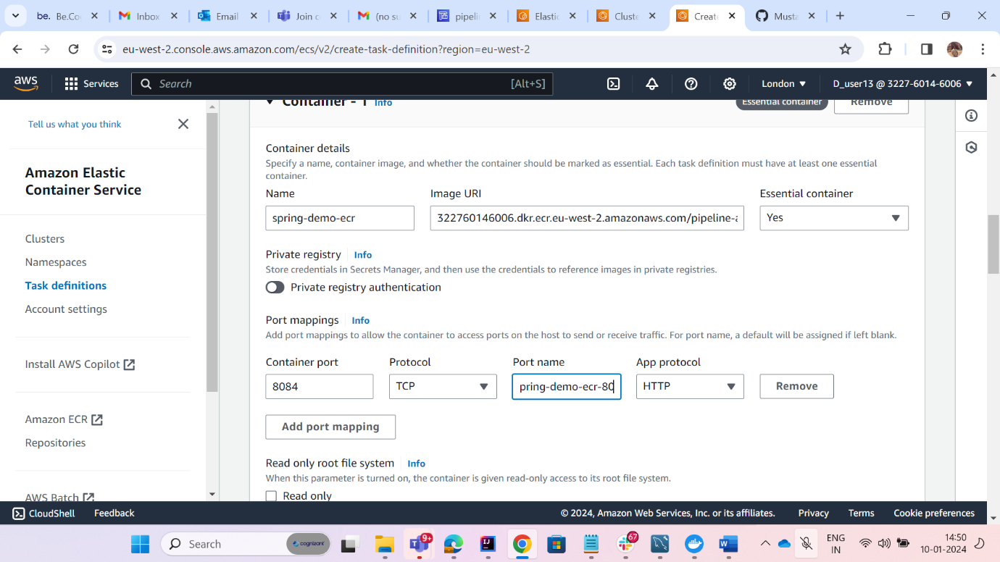 be. Be.Co
Inbox
Email
Join c
(no su
pipelin
Elastic
Cluste
Create
Musta
eu-west-2.console.aws.amazon.com/ecs/v2/create-task-definition?region=eu-west-2
aws
Services
Search
[Alt+S]
London
D_user13 @ 3227-6014-6006
Tell us what you think
Amazon Elastic
Container Service
Clusters
Namespaces
Task definitions
Account settings
Install AWS Copilot
Amazon ECR
Repositories
AWS Batch
Container - 1 Info
Essential container
Remove
Container details
Specify a name, container image, and whether the container should be marked as essential. Each task definition must have at least one essential
container.
Name
Image URI
Essential container
spring-demo-ecr
322760146006.dkr.ecr.eu-west-2.amazonaws.com/pipeline-a
Yes
Private registry Info
Store credentials in Secrets Manager, and then use the credentials to reference images in private registries.
Private registry authentication
Port mappings Info
Add port mappings to allow the container to access ports on the host to send or receive traffic. For port name, a default will be assigned if left blank.
Container port
Protocol
Port name
App protocol
8084
TCP
pring-demo-ecr-80
HTTP
Remove
Add port mapping
Read only root file system Info
When this parameter is turned on, the container is given read-only access to its root file system.
Read only
CloudShell
Feedback
© 2024, Amazon Web Services, Inc. or its affiliates.
Privacy
Terms
Cookie preferences
Search
cognizant
9+
67
ENG
IN
14:50
10-01-2024